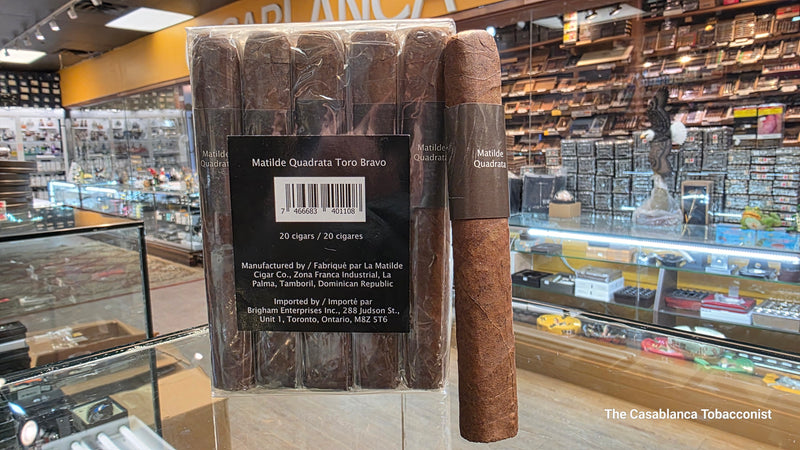 CASABLANCA
Matilde
Quadrata
Matilde
Quadrata
Matilde
Quadrata
Matilde Quadrata Toro Bravo
7 466683 401108
20 cigars / 20 cigares
Manufactured by / Fabriqué par La Matilde
Cigar Co., Zona Franca Industrial, La
Palma, Tamboril, Dominican Republic
Imported by / Importé par
Brigham Enterprises Inc., 288 Judson St.,
Unit 1, Toronto, Ontario, M8Z 5T6
The Casablanca Tobacconist